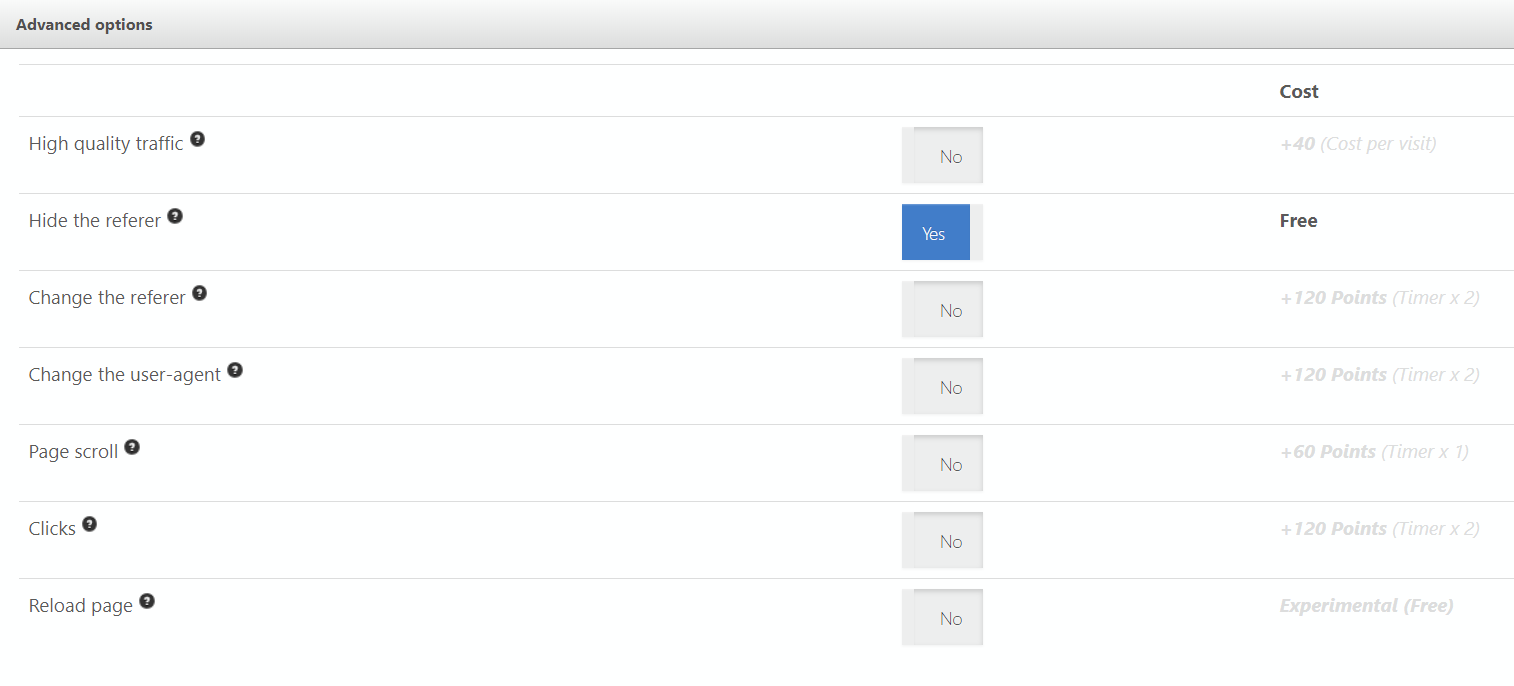 Advanced options
Cost
High quality traffic ? No +40 (Cost per visit)
Hide the referer ? Yes Free
Change the referer ? No +120 Points (Timer x 2)
Change the user-agent ? No +120 Points (Timer x 2)
Page scroll ? No +60 Points (Timer x 1)
Clicks ? No +120 Points (Timer x 2)
Reload page ? No Experimental (Free)